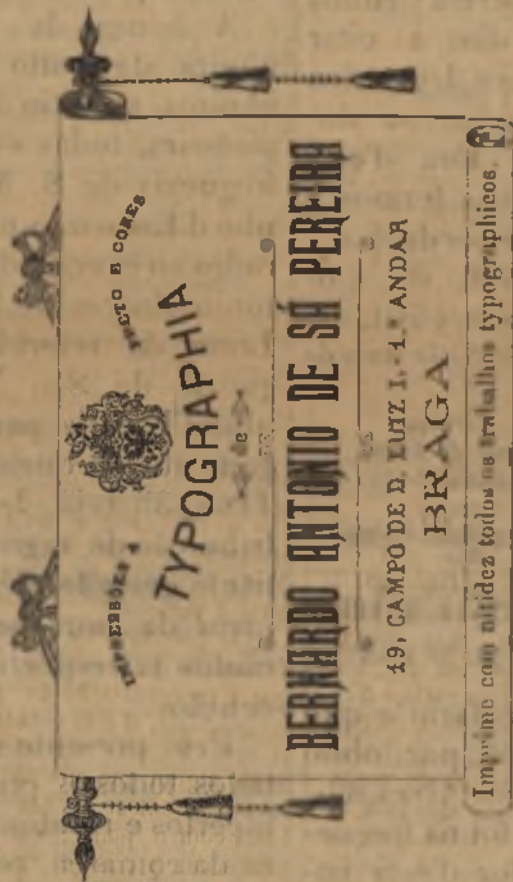 IMPRESSÕES A PRETO E CORES
TYPOGRAPHIA
de
BERNARDO ANTONIO DE SÁ PEREIRA
19, CAMPO DE D. LUIZ I.-1.º ANDAR
BRAGA
Imprime com nitidez todos os trabalhos typographicos